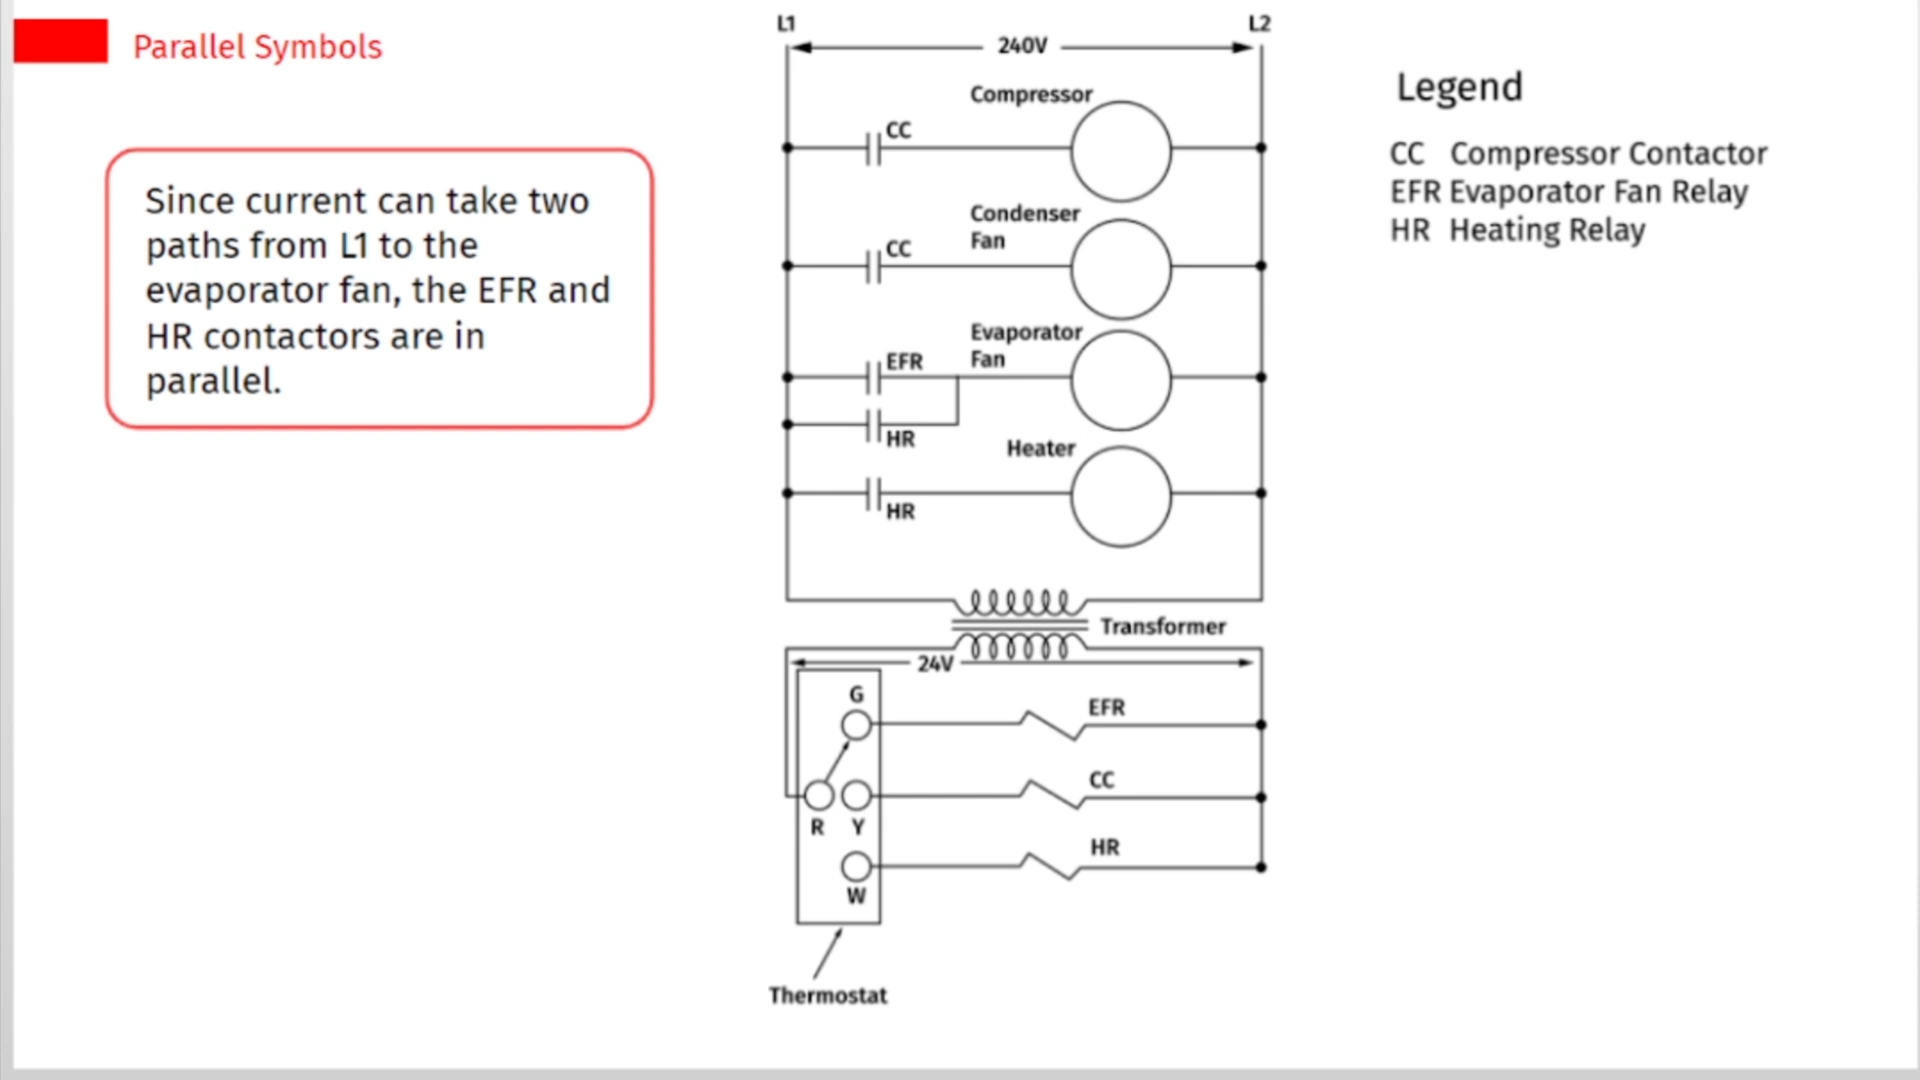 Parallel Symbols
Since current can take two
paths from L1 to the
evaporator fan, the EFR and
HR contactors are in
parallel.
L1
L2
240V
Compressor
CC
Condenser
Fan
CC
Evaporator
Fan
EFR
HR
Heater
HR
Transformer
24V
G
EFR
CC
R Y
HR
W
Thermostat
Legend
CC Compressor Contactor
EFR Evaporator Fan Relay
HR Heating Relay